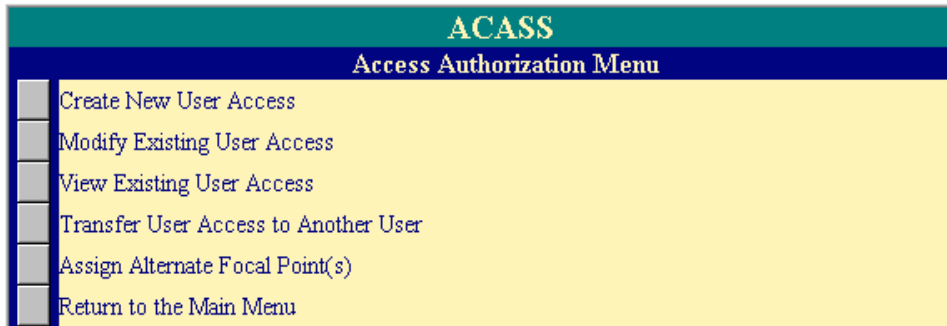 ACASS
Access Authorization Menu
Create New User Access
Modify Existing User Access
View Existing User Access
Transfer User Access to Another User
Assign Alternate Focal Point(s)
Return to the Main Menu